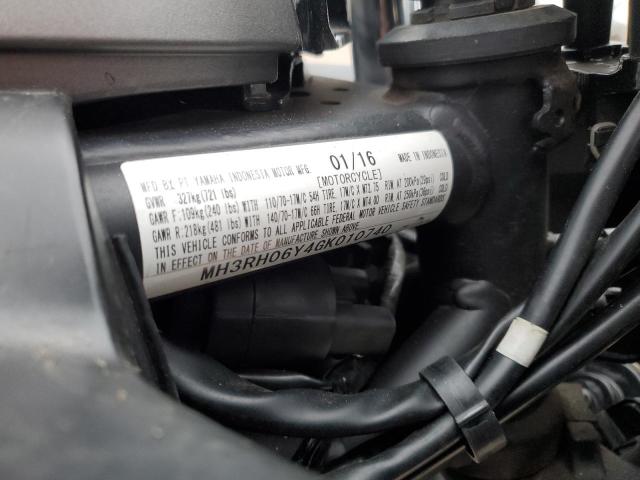 MFD BY PT. YAMAHA INDONESIA MOTOR MFG. 01/16 MADE IN INDONESIA
GVWR 327kg(721 lbs) [MOTORCYCLE]
GAWR F:109kg(240 lbs) WITH 110/70-17M/C 54H TIRE, 17M/C X MT2.75 RIM AT 200kPa(29psi) COLD
GAWR R:218kg(481 lbs) WITH 140/70-17M/C 66H TIRE, 17M/C X MT4.00 RIM AT 250kPa(36psi) COLD
THIS VEHICLE CONFORMS TO ALL APPLICABLE FEDERAL MOTOR VEHICLE SAFETY STANDARDS
IN EFFECT ON THE DATE OF MANUFACTURE SHOWN ABOVE.
MH3RH06Y4GK010740